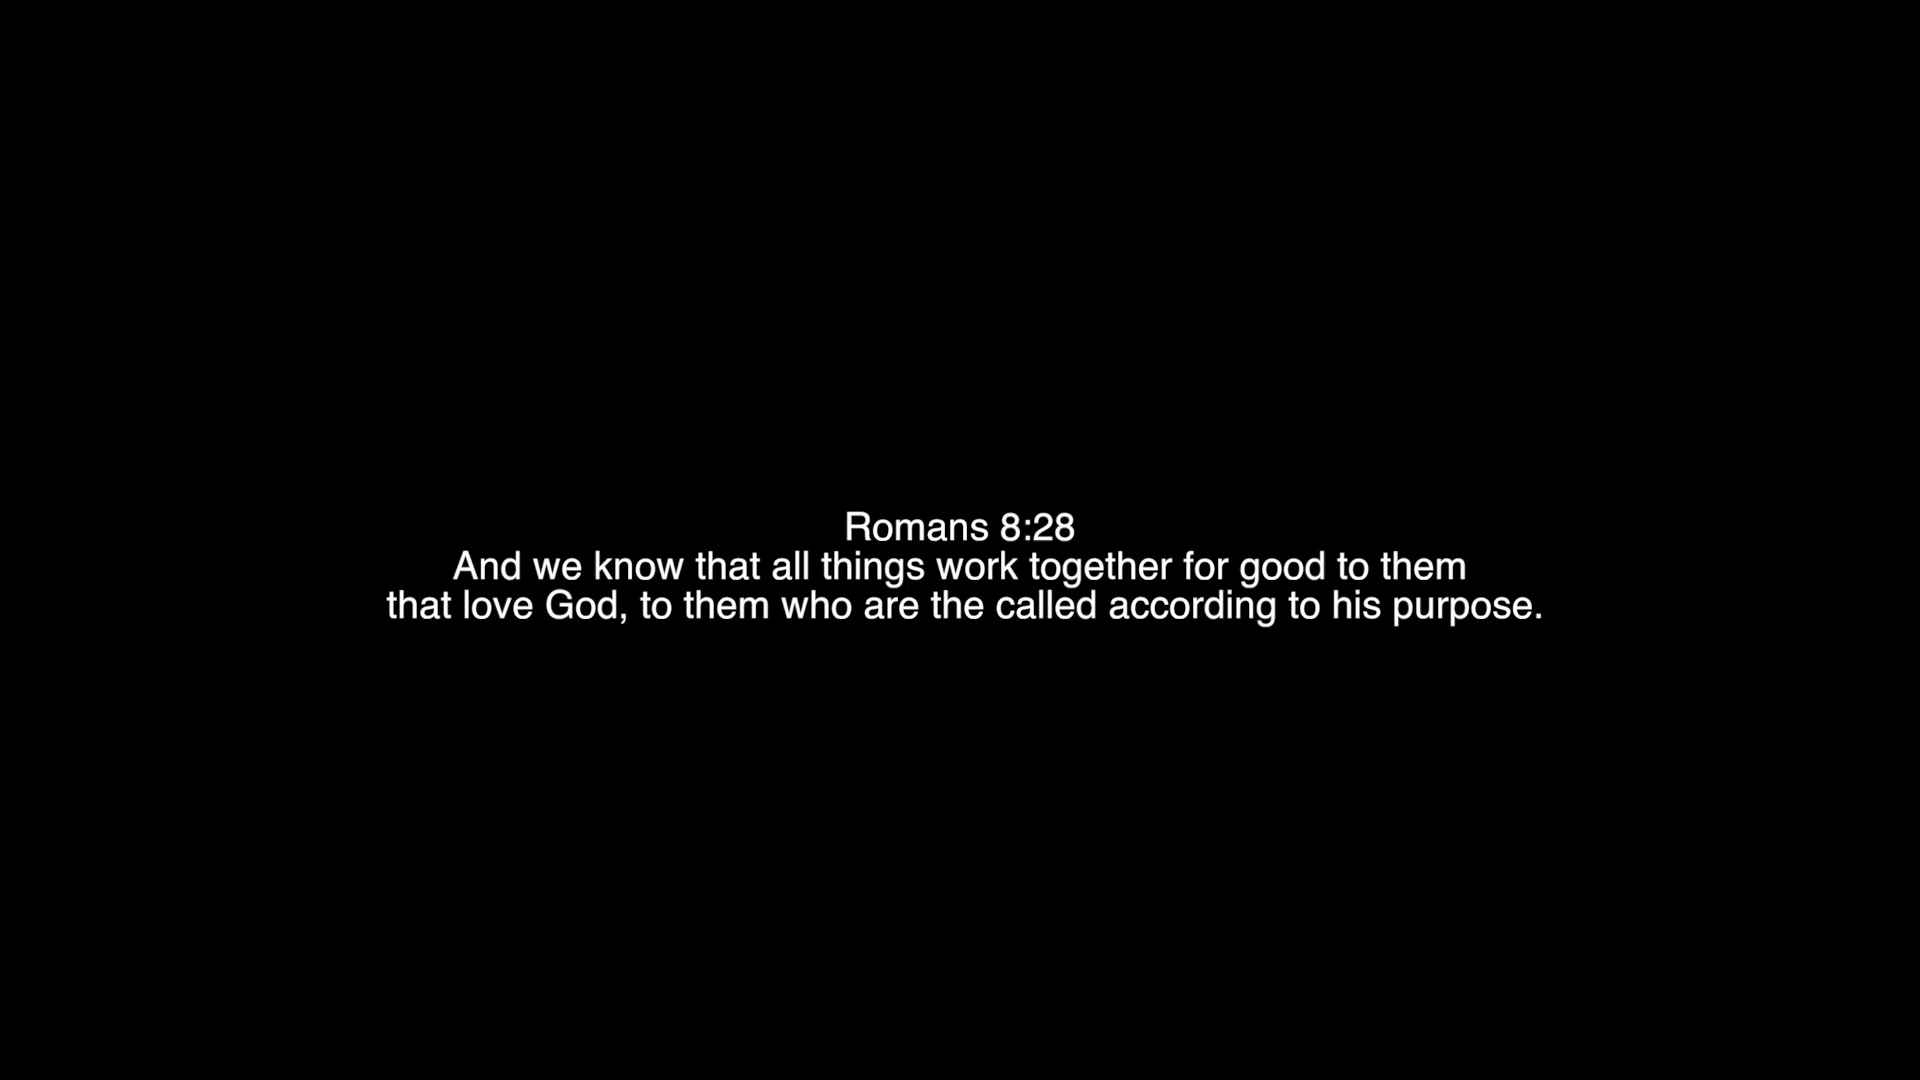 Romans 8:28
And we know that all things work together for good to them
that love God, to them who are the called according to his purpose.